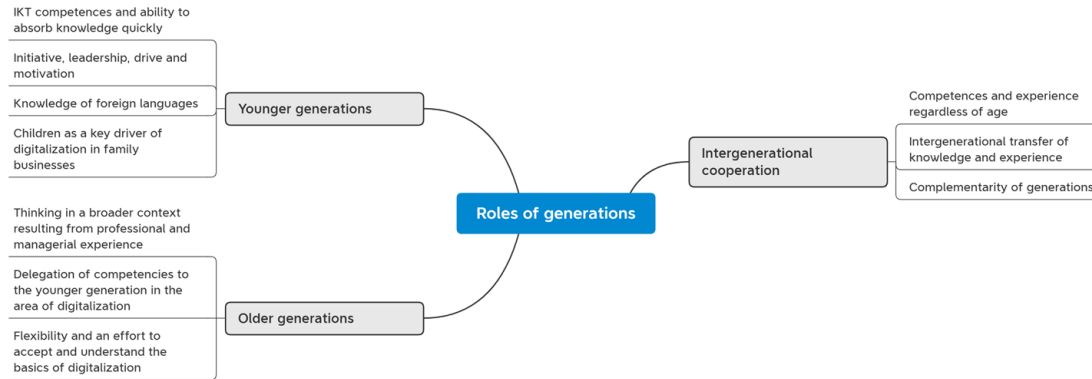 IKT competences and ability to
absorb knowledge quickly
Initiative, leadership, drive and
motivation
Knowledge of foreign languages
Children as a key driver of
digitalization in family
businesses
Younger generations
Thinking in a broader context
resulting from professional and
managerial experience
Delegation of competencies to
the younger generation in the
area of digitalization
Flexibility and an effort to
accept and understand the
basics of digitalization
Older generations
Roles of generations
Intergenerational
cooperation
Competences and experience
regardless of age
Intergenerational transfer of
knowledge and experience
Complementarity of generations